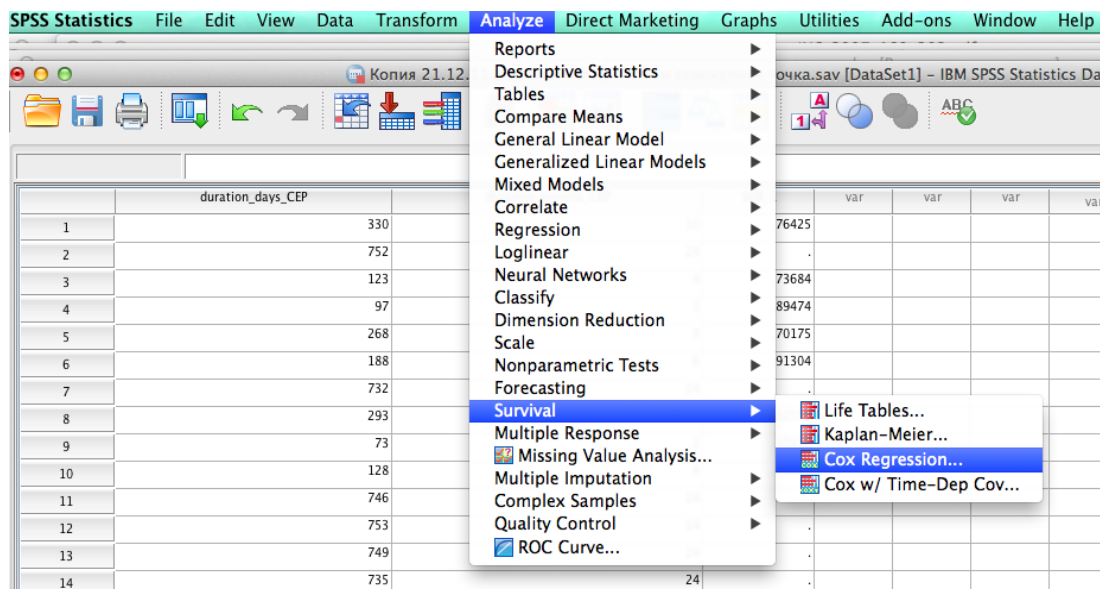 SPSS Statistics File Edit View Data Transform Analyze Direct Marketing Graphs Utilities Add-ons Window Help
Копия 21.12. очка.sav [DataSet1] – IBM SPSS Statistics Da
Reports
Descriptive Statistics
Tables
Compare Means
General Linear Model
Generalized Linear Models
Mixed Models
Correlate
Regression
Loglinear
Neural Networks
Classify
Dimension Reduction
Scale
Nonparametric Tests
Forecasting
Survival
Multiple Response
Missing Value Analysis...
Multiple Imputation
Complex Samples
Quality Control
ROC Curve...
Life Tables...
Kaplan-Meier...
Cox Regression...
Cox w/ Time-Dep Cov...
A
1
ABC
duration_days_CEP var var var va
1 330 76425
2 752 .
3 123 73684
4 97 89474
5 268 70175
6 188 91304
7 732 .
8 293
9 73
10 128
11 746
12 753 .
13 749 .
14 735 24 .